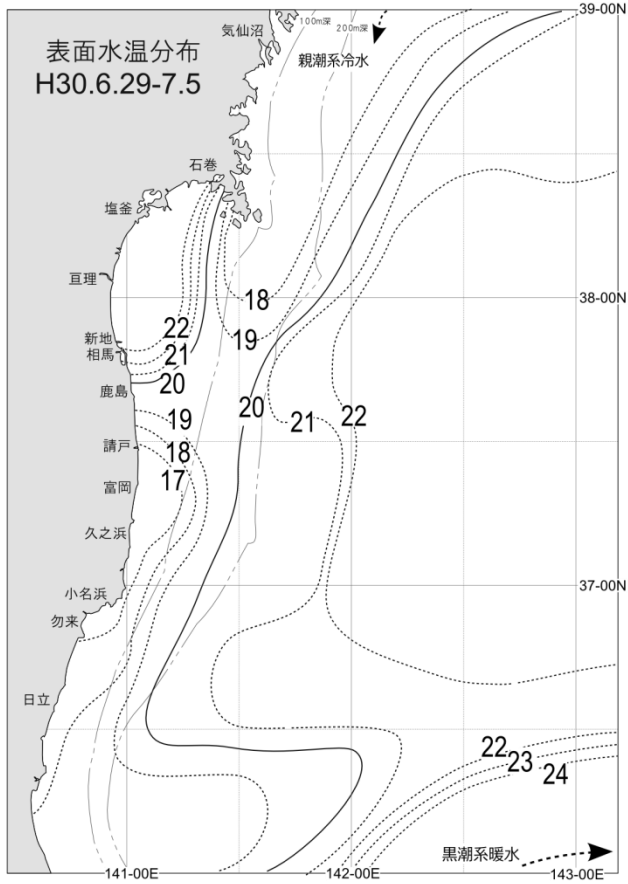 表面水温分布
H30.6.29-7.5
気仙沼
100m深
200m深
親潮系冷水
39-00N
石巻
塩釜
亘理
38-00N
18
19
22
21
20
新地
相馬
鹿島
19
18
17
20
21
22
請戸
富岡
久之浜
37-00N
小名浜
勿来
日立
22
23
24
黒潮系暖水
141-00E
142-00E
143-00E